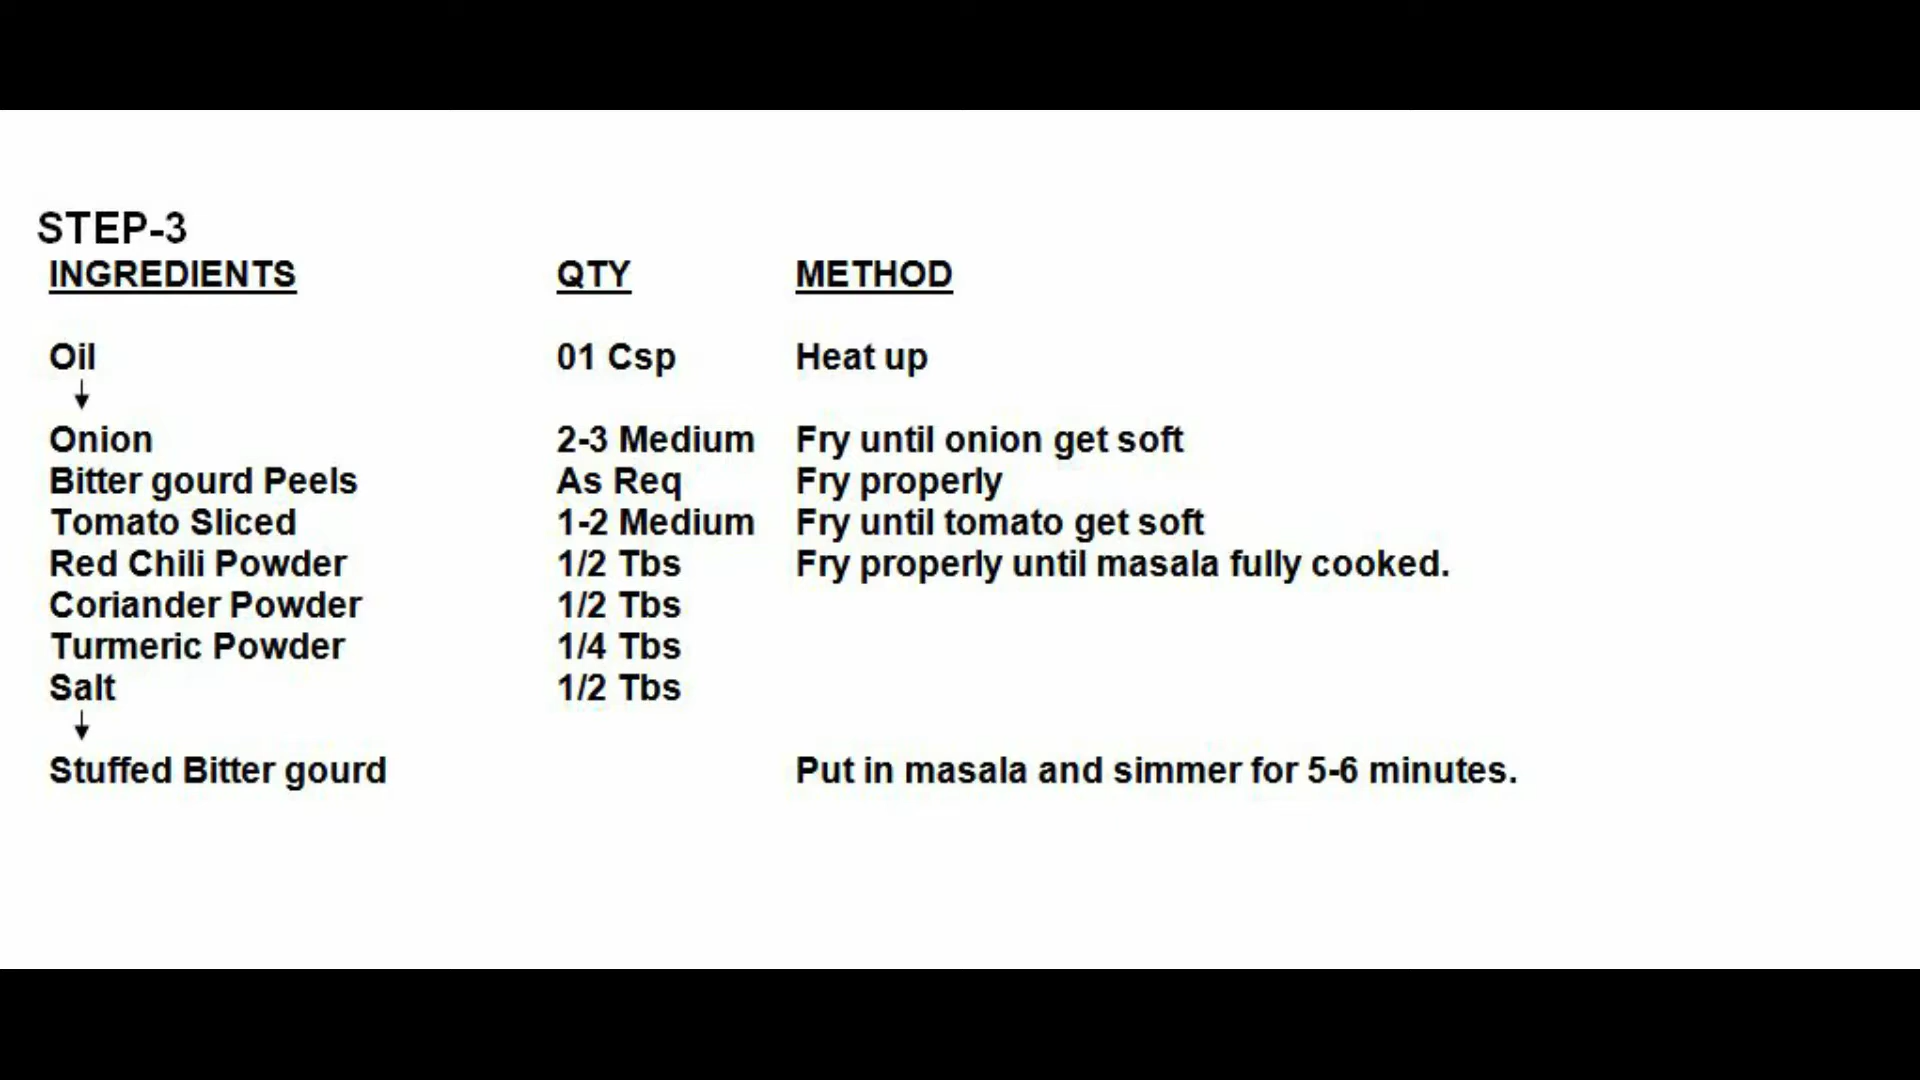 STEP-3
INGREDIENTS QTY METHOD
Oil 01 Csp Heat up
↓
Onion 2-3 Medium Fry until onion get soft
Bitter gourd Peels As Req Fry properly
Tomato Sliced 1-2 Medium Fry until tomato get soft
Red Chili Powder 1/2 Tbs Fry properly until masala fully cooked.
Coriander Powder 1/2 Tbs
Turmeric Powder 1/4 Tbs
Salt 1/2 Tbs
↓
Stuffed Bitter gourd Put in masala and simmer for 5-6 minutes.